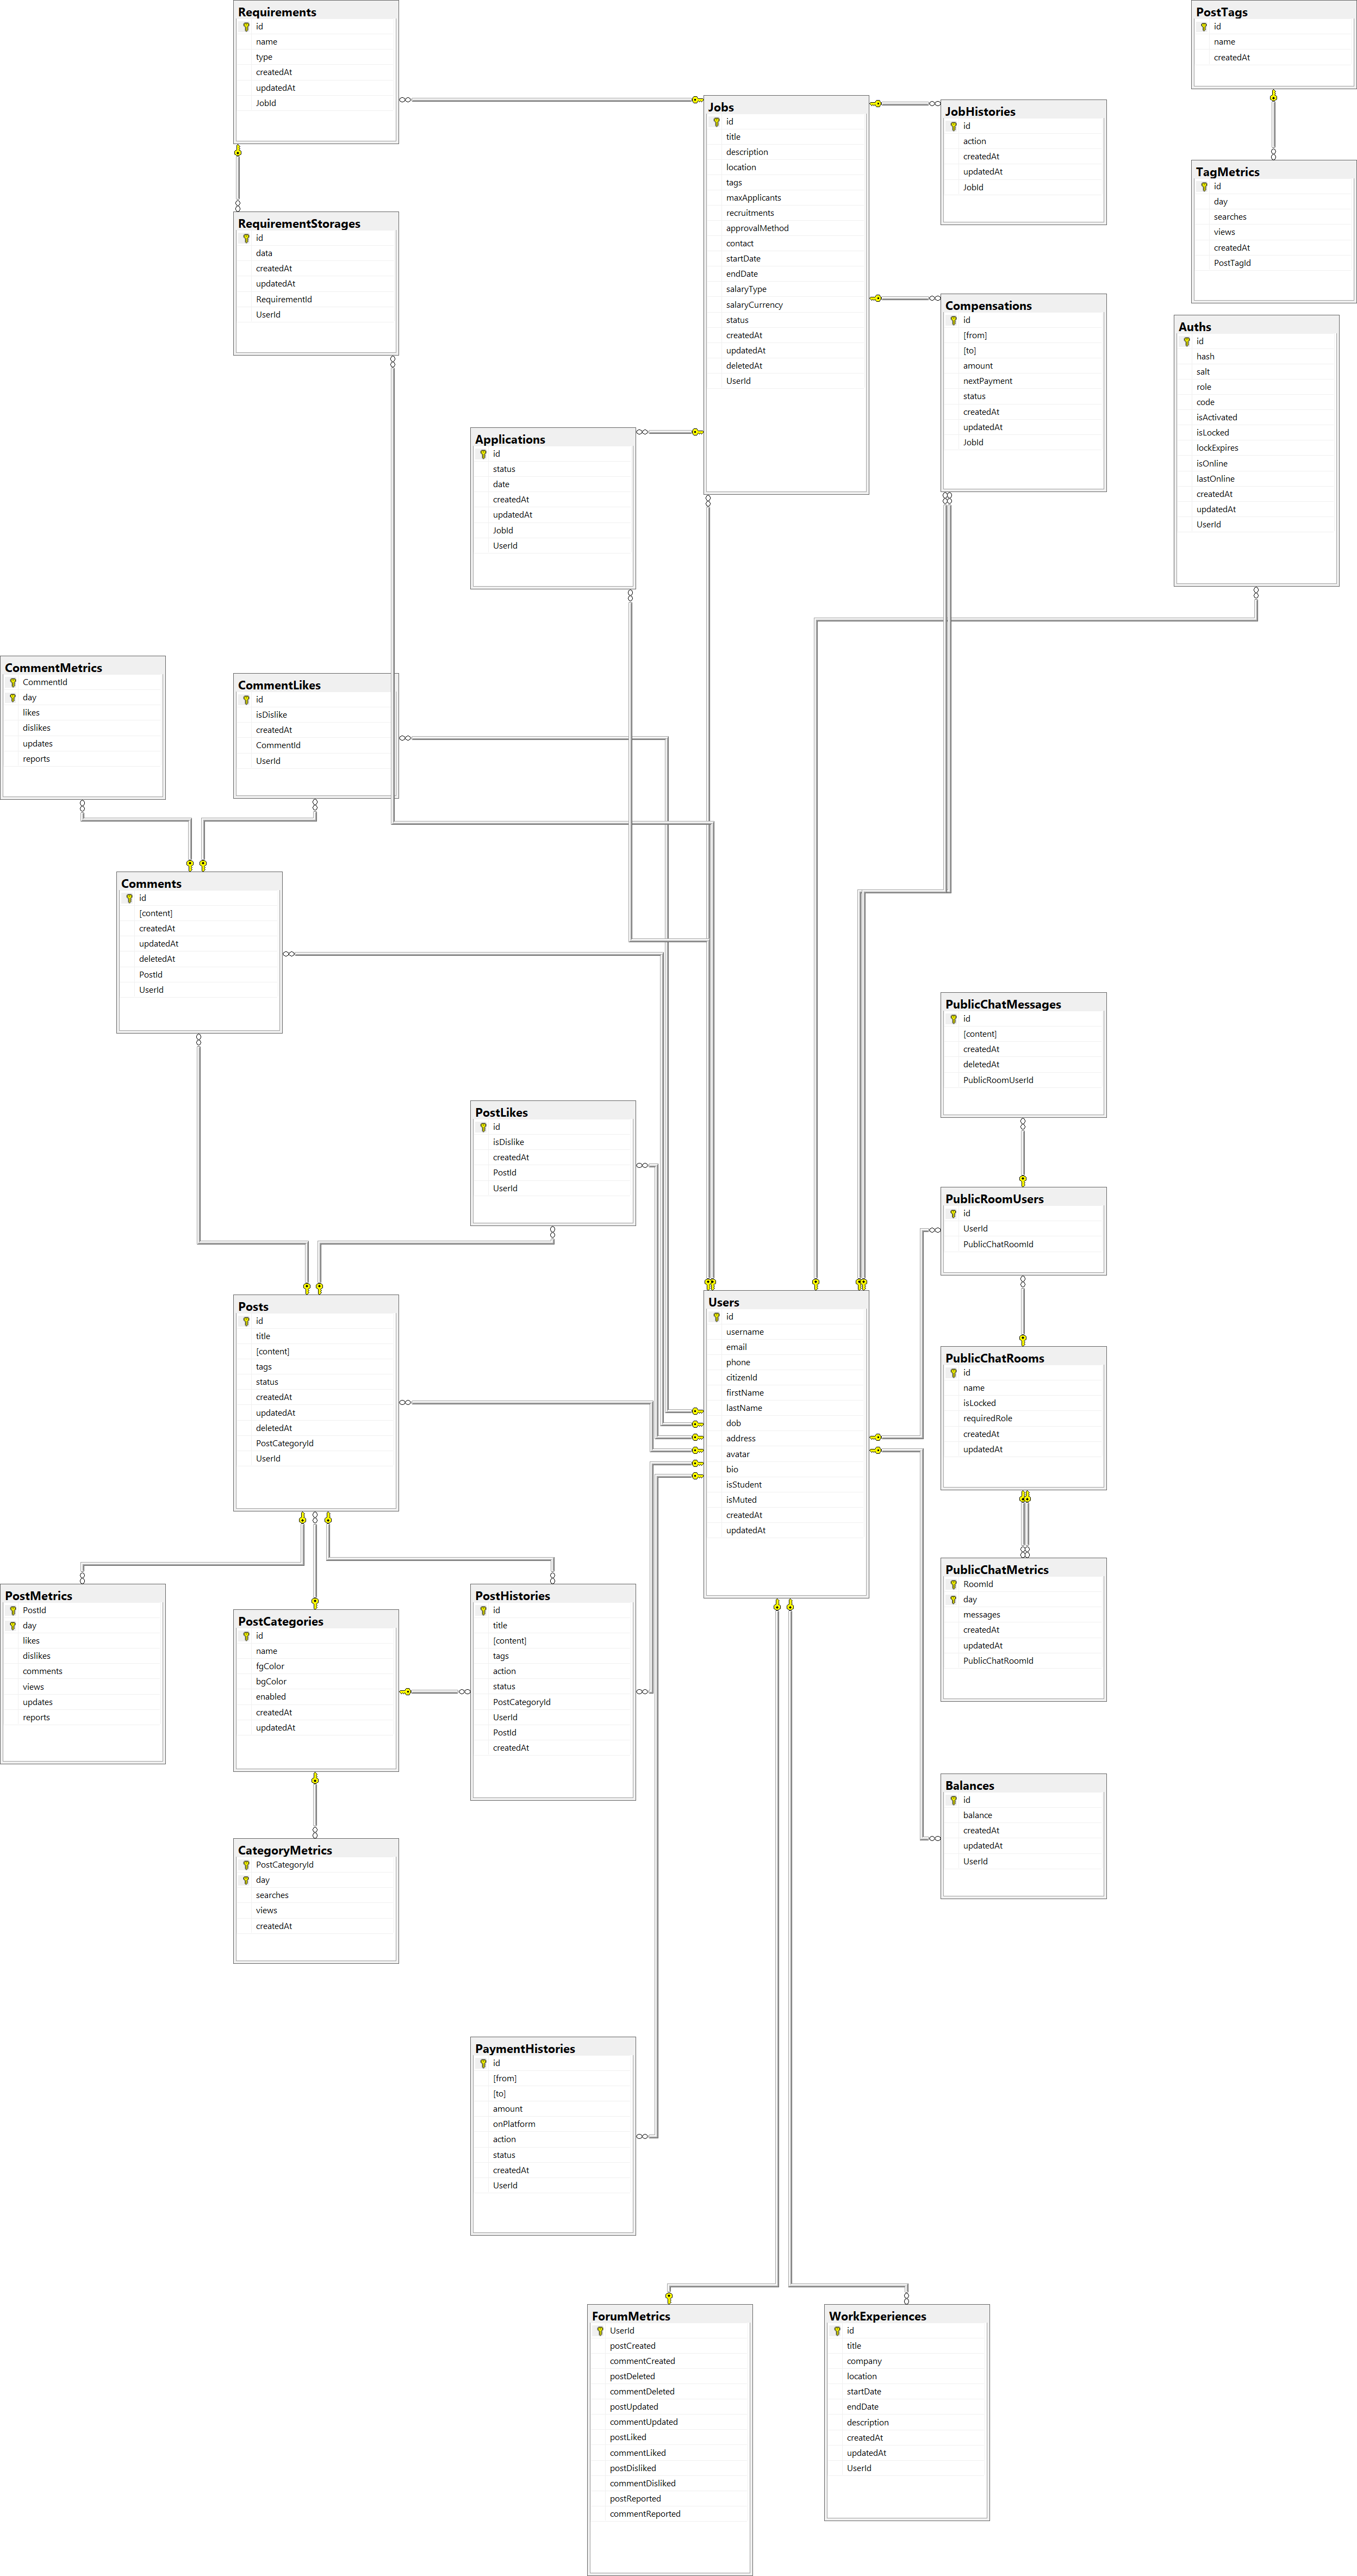 Requirements
id
name
type
createdAt
updatedAt
JobId
PostTags
id
name
createdAt
Jobs
id
title
description
location
tags
maxApplicants
recruitments
approvalMethod
contact
startDate
endDate
salaryType
salaryCurrency
status
createdAt
updatedAt
deletedAt
UserId
JobHistories
id
action
createdAt
updatedAt
JobId
TagMetrics
id
day
searches
views
createdAt
PostTagId
RequirementStorages
id
data
createdAt
updatedAt
RequirementId
UserId
Compensations
id
[from]
[to]
amount
nextPayment
status
createdAt
updatedAt
JobId
Auths
id
hash
salt
role
code
isActivated
isLocked
lockExpires
isOnline
lastOnline
createdAt
updatedAt
UserId
Applications
id
status
date
createdAt
updatedAt
JobId
UserId
CommentMetrics
CommentId
day
likes
dislikes
updates
reports
CommentLikes
id
isDislike
createdAt
CommentId
UserId
Comments
id
[content]
createdAt
updatedAt
deletedAt
PostId
UserId
PublicChatMessages
id
[content]
createdAt
deletedAt
PublicRoomUserId
PostLikes
id
isDislike
createdAt
PostId
UserId
PublicRoomUsers
id
UserId
PublicChatRoomId
Posts
id
title
[content]
tags
status
createdAt
updatedAt
deletedAt
PostCategoryId
UserId
Users
id
username
email
phone
citizenId
firstName
lastName
dob
address
avatar
bio
isStudent
isMuted
createdAt
updatedAt
PublicChatRooms
id
name
isLocked
requiredRole
createdAt
updatedAt
PublicChatMetrics
RoomId
day
messages
createdAt
updatedAt
PublicChatRoomId
PostMetrics
PostId
day
likes
dislikes
comments
views
updates
reports
PostCategories
id
name
fgColor
bgColor
enabled
createdAt
updatedAt
PostHistories
id
title
[content]
tags
action
status
PostCategoryId
UserId
PostId
createdAt
Balances
id
balance
createdAt
updatedAt
UserId
CategoryMetrics
PostCategoryId
day
searches
views
createdAt
PaymentHistories
id
[from]
[to]
amount
onPlatform
action
status
createdAt
UserId
ForumMetrics
UserId
postCreated
commentCreated
postDeleted
commentDeleted
postUpdated
commentUpdated
postLiked
commentLiked
postDisliked
commentDisliked
postReported
commentReported
WorkExperiences
id
title
company
location
startDate
endDate
description
createdAt
updatedAt
UserId